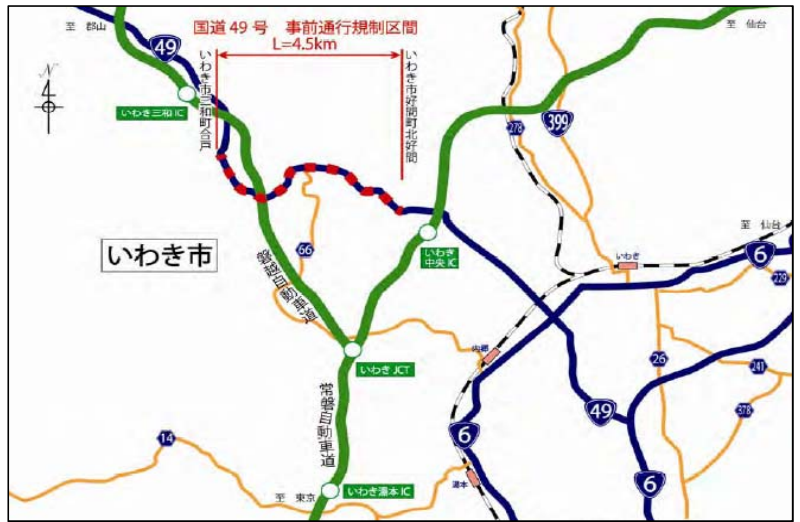 国道49号 事前通行規制区間
L=4.5km
至 郡山
至 仙台
49
N
いわき市三和町合戸
いわき市好間町北好間
いわき三和IC
278
399
至 仙台
いわき市
66
磐越自動車道
いわき
中央IC
いわき
6
229
内郷
いわきJCT
26
241
49
378
常磐自動車道
14
6
6
湯本
至 東京
いわき湯本IC